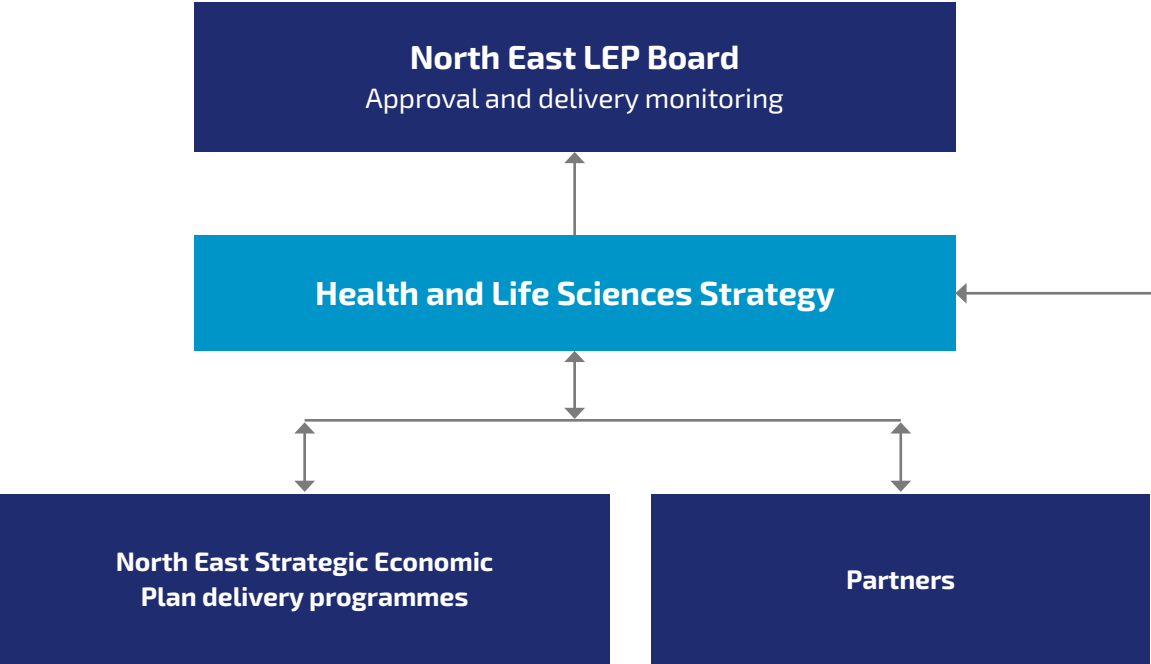 North East LEP Board
Approval and delivery monitoring
Health and Life Sciences Strategy
North East Strategic Economic
Plan delivery programmes
Partners